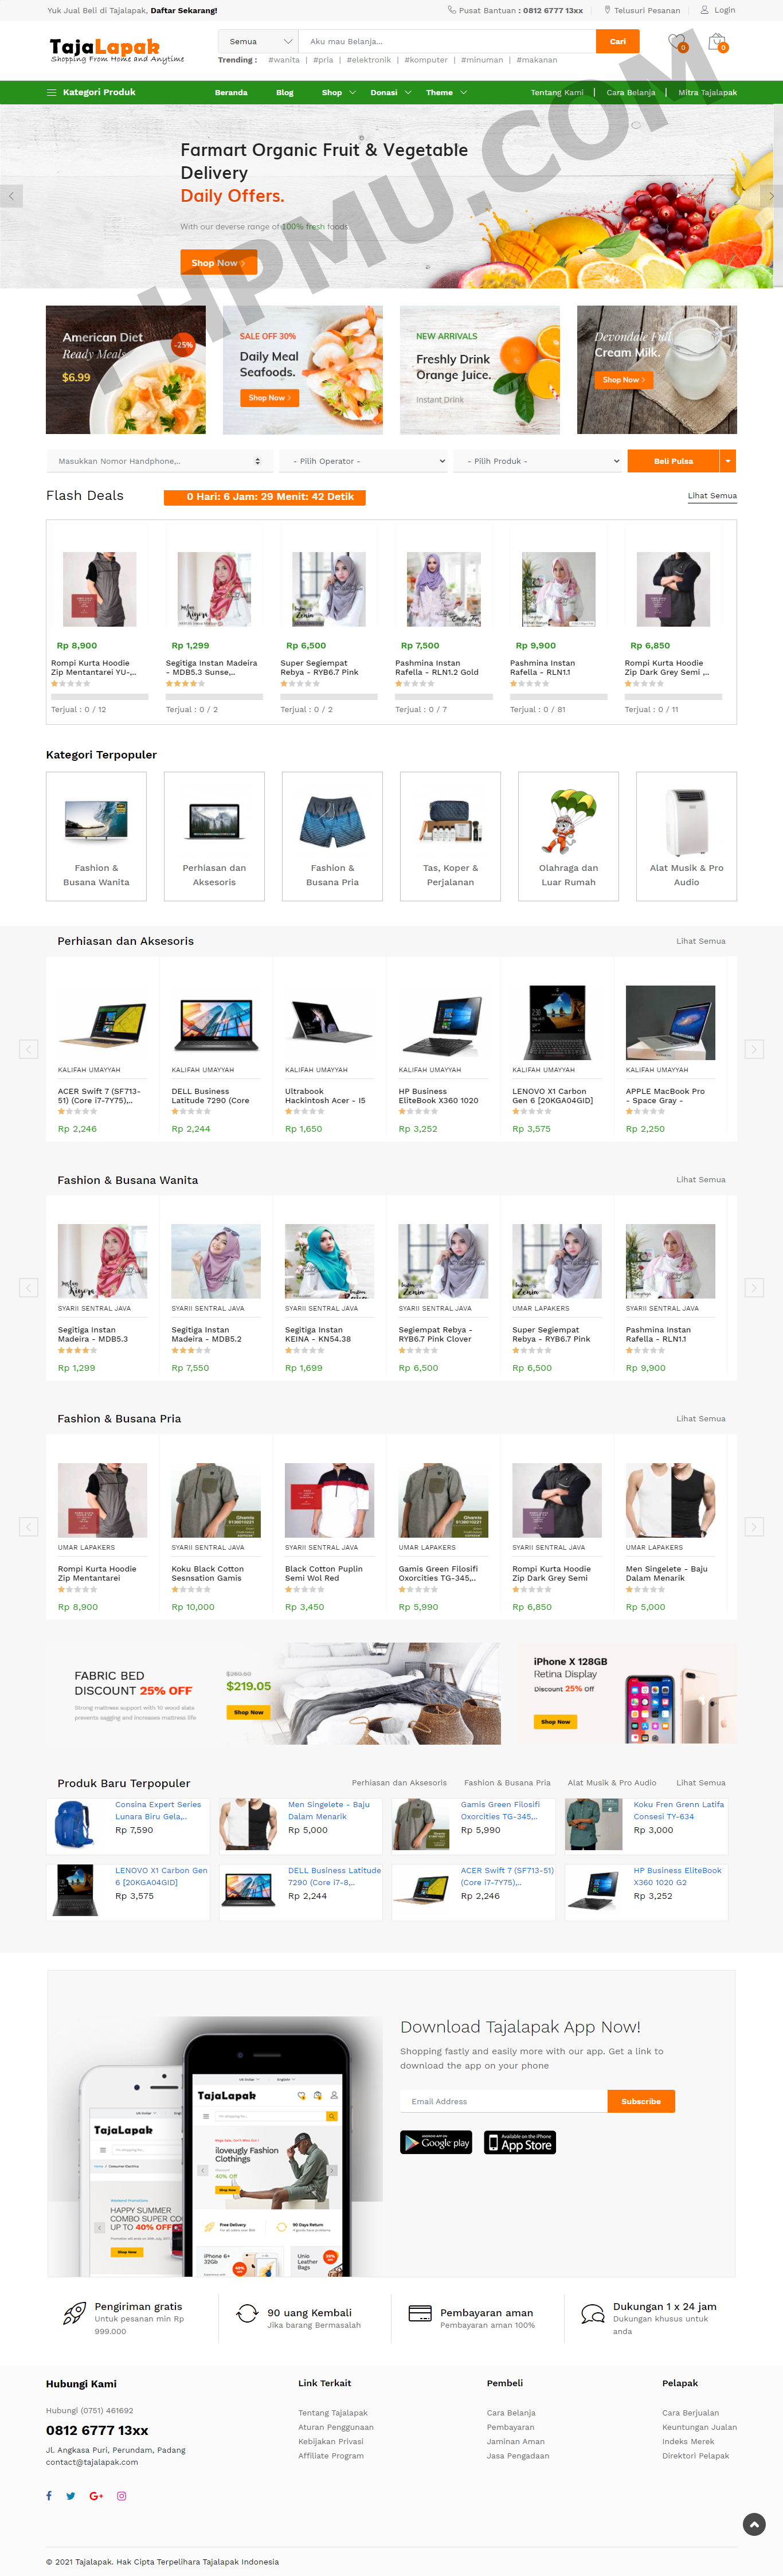 Yuk Jual Beli di Tajalapak, Daftar Sekarang!
Pusat Bantuan : 0812 6777 13xx
Telusuri Pesanan
Login
TajaLapak
Shopping From Home and Anytime
Semua
Aku mau Belanja...
Cari
0
0
Trending : #wanita | #pria | #elektronik | #komputer | #minuman | #makanan
Kategori Produk
Beranda
Blog
Shop
Donasi
Theme
Tentang Kami | Cara Belanja | Mitra Tajalapak
HPMU.COM
Farmart Organic Fruit & Vegetable
Delivery
Daily Offers.
With our deverse range of 100% fresh foods
Shop Now
American Diet
Ready Meals
$6.99
-25%
SALE OFF 30%
Daily Meal
Seafoods.
Shop Now
NEW ARRIVALS
Freshly Drink
Orange Juice.
Instant Drink
Devondale Full
Cream Milk.
Shop Now
Masukkan Nomor Handphone,..
- Pilih Operator -
- Pilih Produk -
Beli Pulsa
Flash Deals
0 Hari: 6 Jam: 29 Menit: 42 Detik
Lihat Semua
Rp 8,900
Rompi Kurta Hoodie
Zip Mentantarei YU-,..
Terjual : 0 / 12
Rp 1,299
Segitiga Instan Madeira
- MDB5.3 Sunse,..
Terjual : 0 / 2
Rp 6,500
Super Segiempat
Rebya - RYB6.7 Pink
Terjual : 0 / 2
Rp 7,500
Pashmina Instan
Rafella - RLN1.2 Gold
Terjual : 0 / 7
Rp 9,900
Pashmina Instan
Rafella - RLN1.1
Terjual : 0 / 81
Rp 6,850
Rompi Kurta Hoodie
Zip Dark Grey Semi ,..
Terjual : 0 / 11
Kategori Terpopuler
Fashion &
Busana Wanita
Perhiasan dan
Aksesoris
Fashion &
Busana Pria
Tas, Koper &
Perjalanan
Olahraga dan
Luar Rumah
Alat Musik & Pro
Audio
Perhiasan dan Aksesoris
Lihat Semua
KALIFAH UMAYYAH
ACER Swift 7 (SF713-
51) (Core i7-7Y75),..
Rp 2,246
KALIFAH UMAYYAH
DELL Business
Latitude 7290 (Core
Rp 2,244
KALIFAH UMAYYAH
Ultrabook
Hackintosh Acer - I5
Rp 1,650
KALIFAH UMAYYAH
HP Business
EliteBook X360 1020
Rp 3,252
KALIFAH UMAYYAH
LENOVO X1 Carbon
Gen 6 [20KGA04GID]
Rp 3,575
KALIFAH UMAYYAH
APPLE MacBook Pro
- Space Gray -
Rp 2,250
Fashion & Busana Wanita
Lihat Semua
SYARII SENTRAL JAVA
Segitiga Instan
Madeira - MDB5.3
Rp 1,299
SYARII SENTRAL JAVA
Segitiga Instan
Madeira - MDB5.2
Rp 7,550
SYARII SENTRAL JAVA
Segitiga Instan
KEINA - KN54.38
Rp 1,699
SYARII SENTRAL JAVA
Segiempat Rebya -
RYB6.7 Pink Clover
Rp 6,500
UMAR LAPAKERS
Super Segiempat
Rebya - RYB6.7 Pink
Rp 6,500
SYARII SENTRAL JAVA
Pashmina Instan
Rafella - RLN1.1
Rp 9,900
Fashion & Busana Pria
Lihat Semua
UMAR LAPAKERS
Rompi Kurta Hoodie
Zip Mentantarei
Rp 8,900
SYARII SENTRAL JAVA
Koku Black Cotton
Sesnsation Gamis
Rp 10,000
SYARII SENTRAL JAVA
Black Cotton Puplin
Semi Wol Red
Rp 3,450
UMAR LAPAKERS
Gamis Green Filosifi
Oxorcities TG-345,..
Rp 5,990
SYARII SENTRAL JAVA
Rompi Kurta Hoodie
Zip Dark Grey Semi
Rp 6,850
UMAR LAPAKERS
Men Singelete - Baju
Dalam Menarik
Rp 5,000
FABRIC BED
DISCOUNT 25% OFF
Strong mattress support with 10 wood slats
prevents sagging and increases mattress life
$290.50
$219.05
Shop Now
iPhone X 128GB
Retina Display
Discount 25% Off
Shop Now
Produk Baru Terpopuler
Perhiasan dan Aksesoris
Fashion & Busana Pria
Alat Musik & Pro Audio
Lihat Semua
Consina Expert Series
Lunara Biru Gela,..
Rp 7,590
Men Singelete - Baju
Dalam Menarik
Rp 5,000
Gamis Green Filosifi
Oxorcities TG-345,..
Rp 5,990
Koku Fren Grenn Latifa
Consesi TY-634
Rp 3,000
LENOVO X1 Carbon Gen
6 [20KGA04GID]
Rp 3,575
DELL Business Latitude
7290 (Core i7-8,..
Rp 2,244
ACER Swift 7 (SF713-51)
(Core i7-7Y75),..
Rp 2,246
HP Business EliteBook
X360 1020 G2
Rp 3,252
Download Tajalapak App Now!
Shopping fastly and easily more with our app. Get a link to
download the app on your phone
Email Address
Subscribe
ANDROID APP ON
Google play
Available on the iPhone
App Store
TajaLapak
TajaLapak
iloveugly Fashion
Clothings
40% Off
Shop Now
Free Delivery
90 Days Return
iPhone 6+
32Gb
Unio
Leather
Bags
HAPPY SUMMER
COMBO SUPER COOL
UP TO 40% OFF
Shop Now
Pengiriman gratis
Untuk pesanan min Rp
999.000
90 uang Kembali
Jika barang Bermasalah
Pembayaran aman
Pembayaran aman 100%
Dukungan 1 x 24 jam
Dukungan khusus untuk
anda
Hubungi Kami
Hubungi (0751) 461692
0812 6777 13xx
Jl. Angkasa Puri, Perundam, Padang
contact@tajalapak.com
Link Terkait
Tentang Tajalapak
Aturan Penggunaan
Kebijakan Privasi
Affiliate Program
Pembeli
Cara Belanja
Pembayaran
Jaminan Aman
Jasa Pengadaan
Pelapak
Cara Berjualan
Keuntungan Jualan
Indeks Merek
Direktori Pelapak
© 2021 Tajalapak. Hak Cipta Terpelihara Tajalapak Indonesia